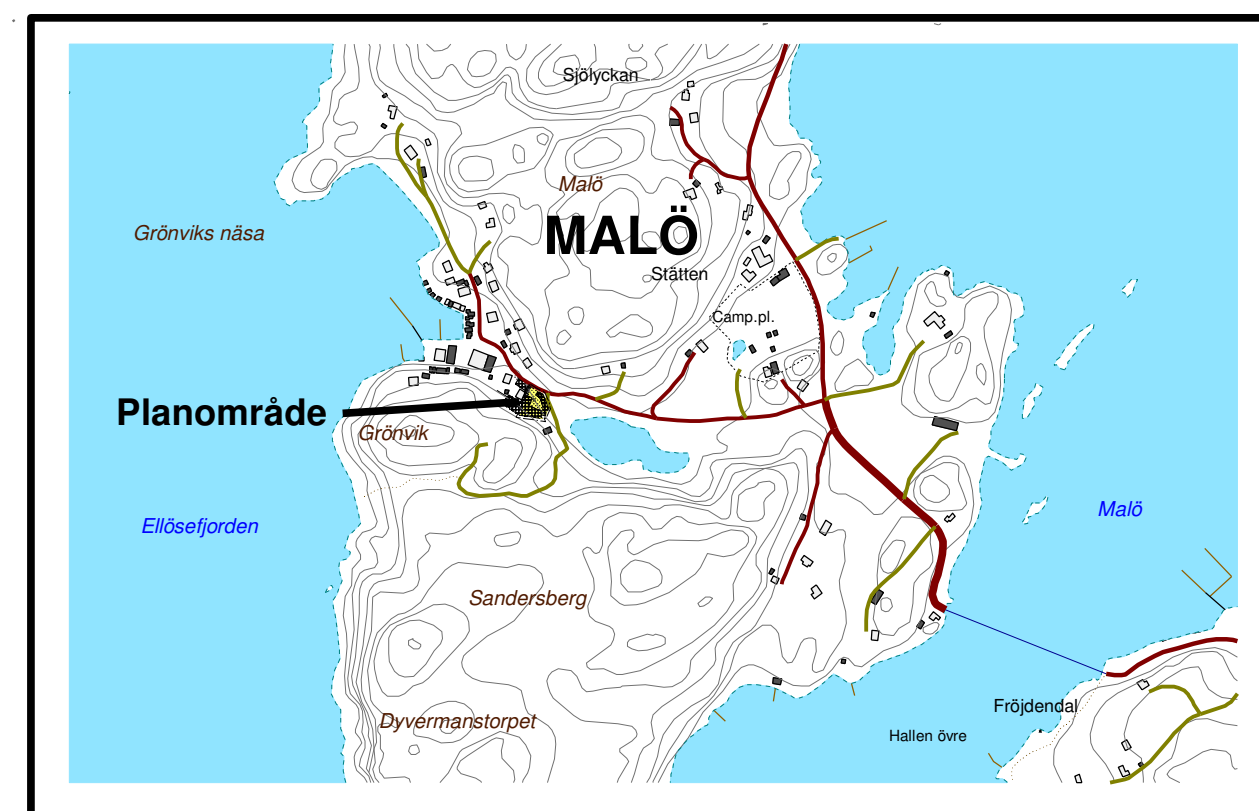 Sjölyckan
Malö
Grönviks näsa
MALÖ
Stätten
Camp.pl.
Planområde
Grönvik
Malö
Ellösefjorden
Sandersberg
Fröjdendal
Dyvermanstorpet
Hallen övre